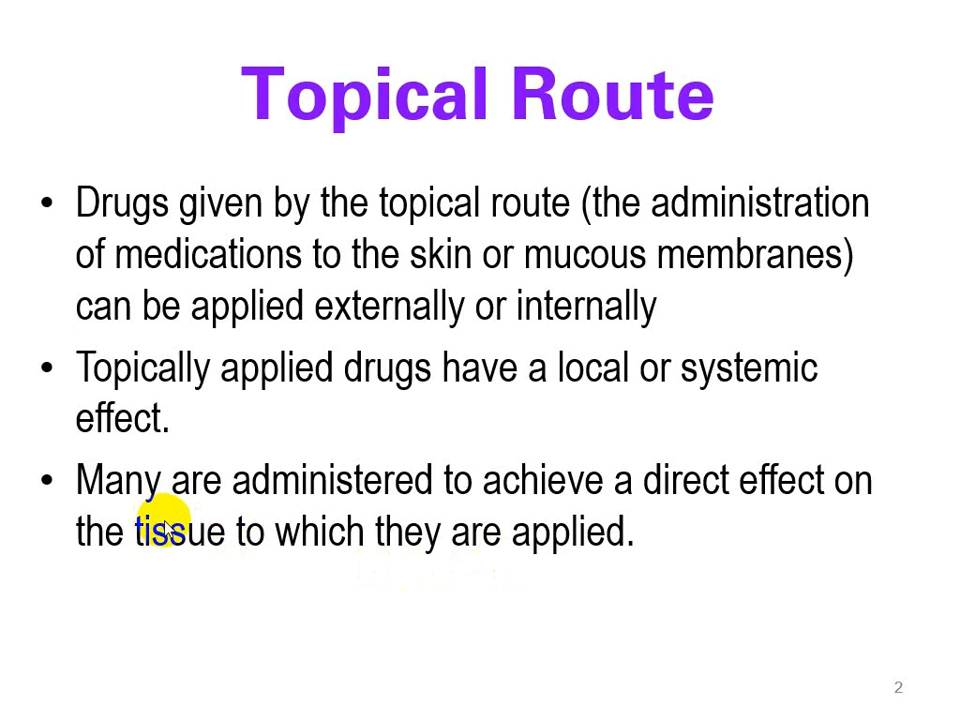 Topical Route
• Drugs given by the topical route (the administration
of medications to the skin or mucous membranes)
can be applied externally or internally
• Topically applied drugs have a local or systemic
effect.
• Many are administered to achieve a direct effect on
the tissue to which they are applied.
2